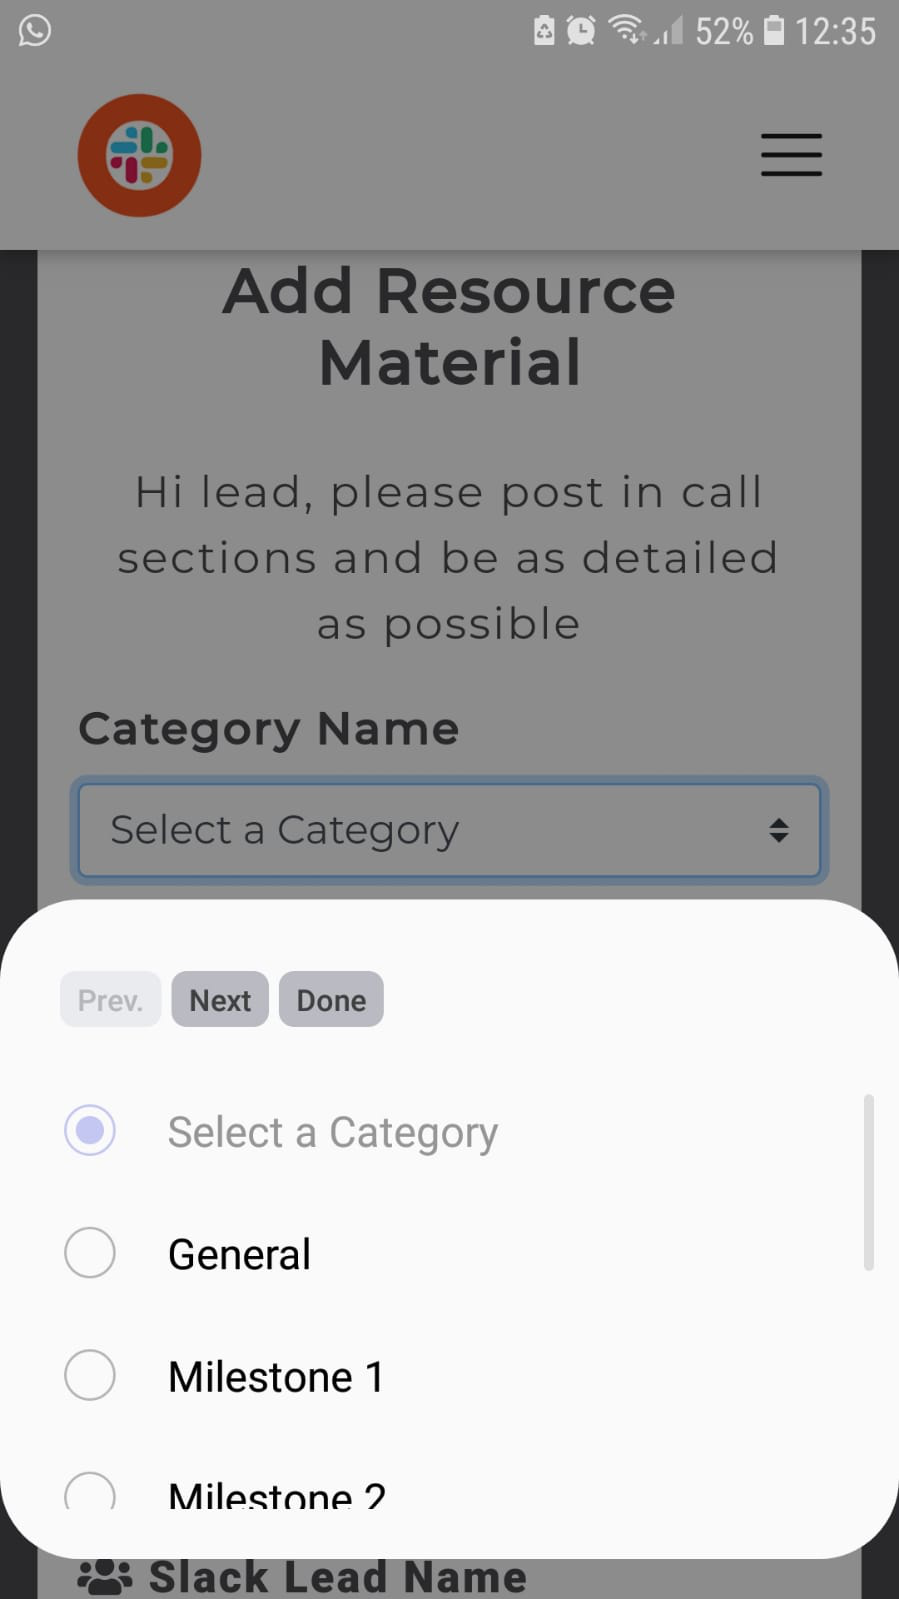 52% 12:35
Add Resource
Material
Hi lead, please post in call
sections and be as detailed
as possible
Category Name
Select a Category
Prev. Next Done
Select a Category
General
Milestone 1
Milestone 2
Slack Lead Name